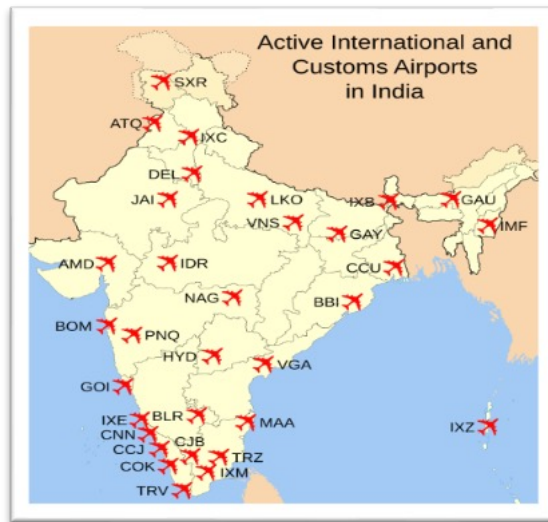 Active International and
Customs Airports
in India
SXR
ATQ
IXC
DEL
JAI
LKO
IXB
GAU
VNS
GAY
IMF
AMD
IDR
CCU
NAG
BBI
BOM
PNQ
HYD
VGA
GOI
IXE
BLR
MAA
IXZ
CNN
CCJ
CJB
TRZ
COK
IXM
TRV